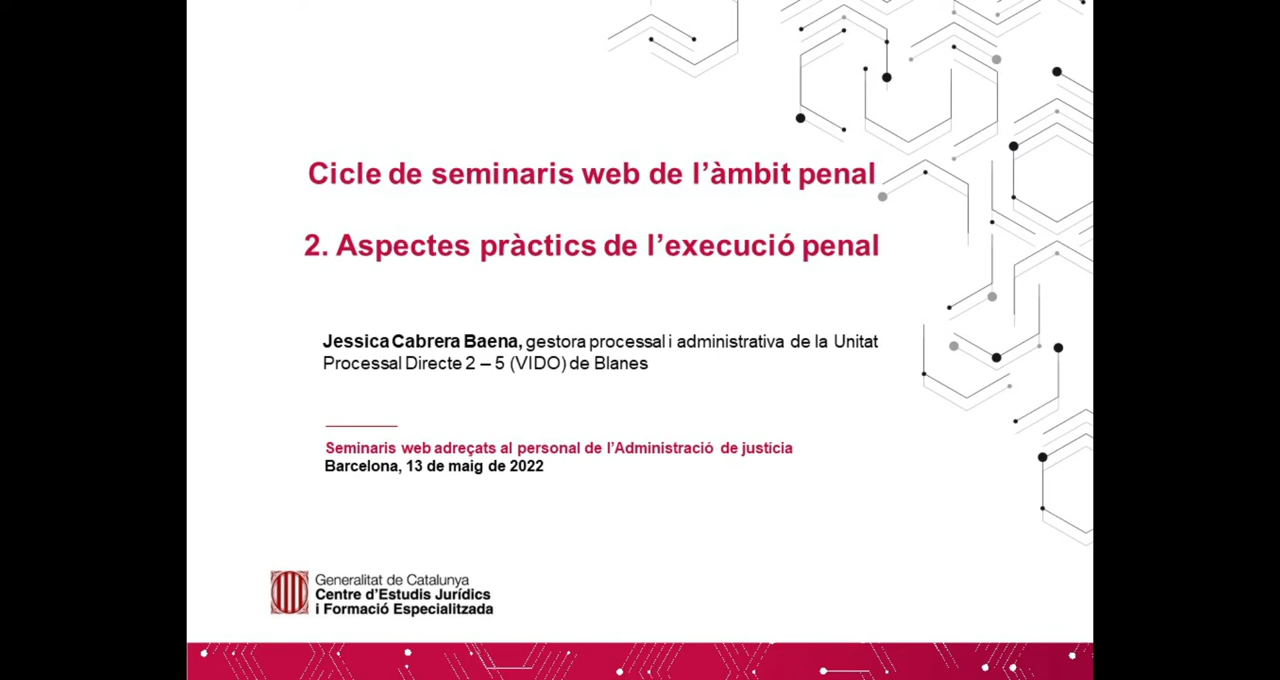 Cicle de seminaris web de l’àmbit penal
2. Aspectes pràctics de l’execució penal
Jessica Cabrera Baena, gestora processal i administrativa de la Unitat
Processal Directe 2 – 5 (VIDO) de Blanes
Seminaris web adreçats al personal de l’Administració de justícia
Barcelona, 13 de maig de 2022
Generalitat de Catalunya
Centre d’Estudis Jurídics
i Formació Especialitzada